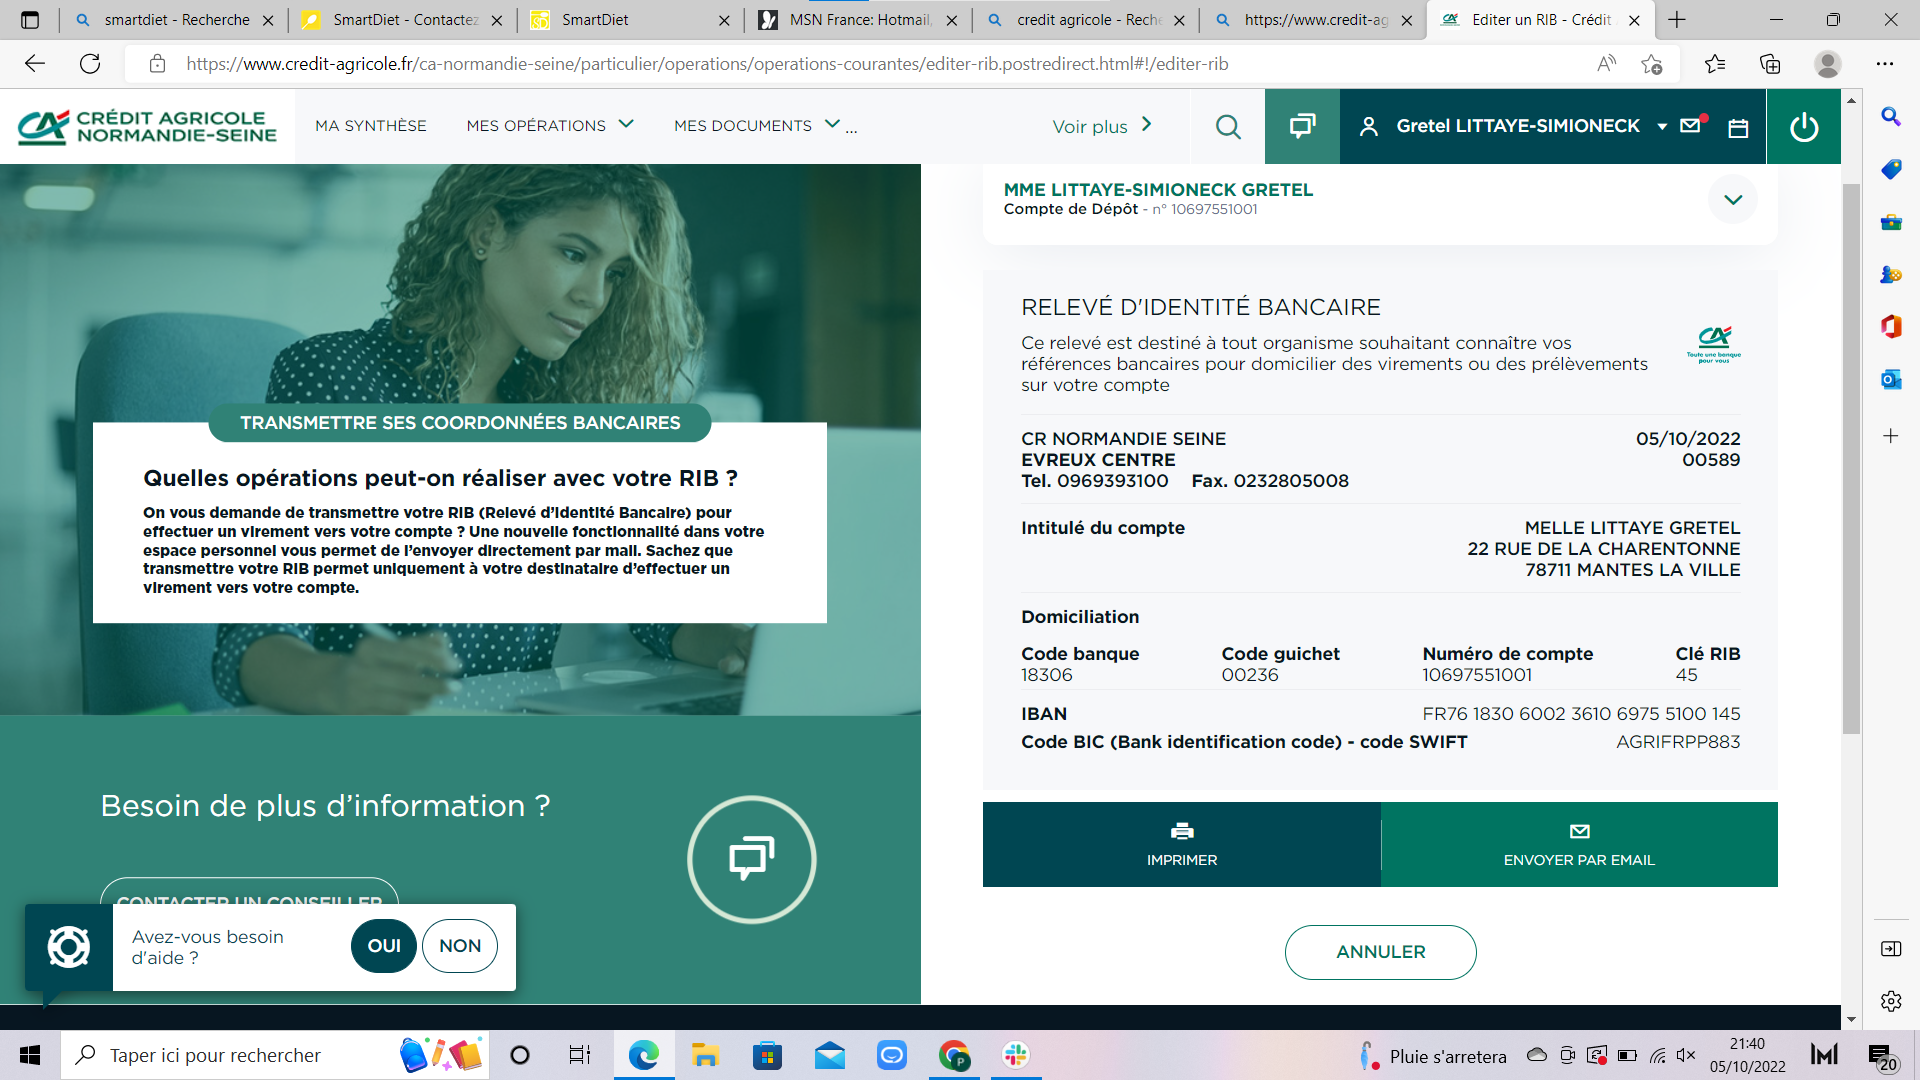 smartdiet - Recherche
SmartDiet - Contactez
SmartDiet
MSN France: Hotmail,
credit agricole - Reche
https://www.credit-ag
Editer un RIB - Crédit
https://www.credit-agricole.fr/ca-normandie-seine/particulier/operations/operations-courantes/editer-rib.postredirect.html#!/editer-rib
CRÉDIT AGRICOLE
NORMANDIE-SEINE
MA SYNTHÈSE
MES OPÉRATIONS
MES DOCUMENTS
...
Voir plus
Gretel LITTAYE-SIMIONECK
MME LITTAYE-SIMIONECK GRETEL
Compte de Dépôt - n° 10697551001
RELEVÉ D'IDENTITÉ BANCAIRE
Ce relevé est destiné à tout organisme souhaitant connaître vos
références bancaires pour domicilier des virements ou des prélèvements
sur votre compte
Toute une banque
pour vous
CR NORMANDIE SEINE 05/10/2022
EVREUX CENTRE 00589
Tel. 0969393100 Fax. 0232805008
Intitulé du compte MELLE LITTAYE GRETEL
22 RUE DE LA CHARENTONNE
78711 MANTES LA VILLE
Domiciliation
Code banque Code guichet Numéro de compte Clé RIB
18306 00236 10697551001 45
IBAN FR76 1830 6002 3610 6975 5100 145
Code BIC (Bank identification code) - code SWIFT AGRIFRPP883
IMPRIMER
ENVOYER PAR EMAIL
ANNULER
TRANSMETTRE SES COORDONNÉES BANCAIRES
Quelles opérations peut-on réaliser avec votre RIB ?
On vous demande de transmettre votre RIB (Relevé d'Identité Bancaire) pour
effectuer un virement vers votre compte ? Une nouvelle fonctionnalité dans votre
espace personnel vous permet de l'envoyer directement par mail. Sachez que
transmettre votre RIB permet uniquement à votre destinataire d'effectuer un
virement vers votre compte.
Besoin de plus d'information ?
CONTACTER UN CONSEILLER
Avez-vous besoin
d'aide ?
OUI
NON
Taper ici pour rechercher
Pluie s'arretera
21:40
05/10/2022
20